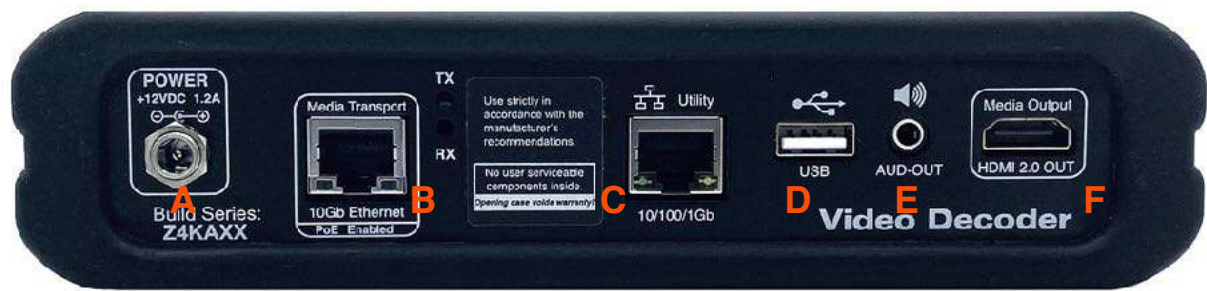 POWER
+12VDC 1.2A
A
Build Series:
Z4KAXX
Media Transport
B
10Gb Ethernet
PoE Enabled
TX
RX
Use strictly in
accordance with the
manufacturer's
recommendations.
No user serviceable
components inside.
Opening case voids warranty!
C
Utility
10/100/1Gb
USB
D
AUD-OUT
E
Media Output
HDMI 2.0 OUT
F
Video Decoder